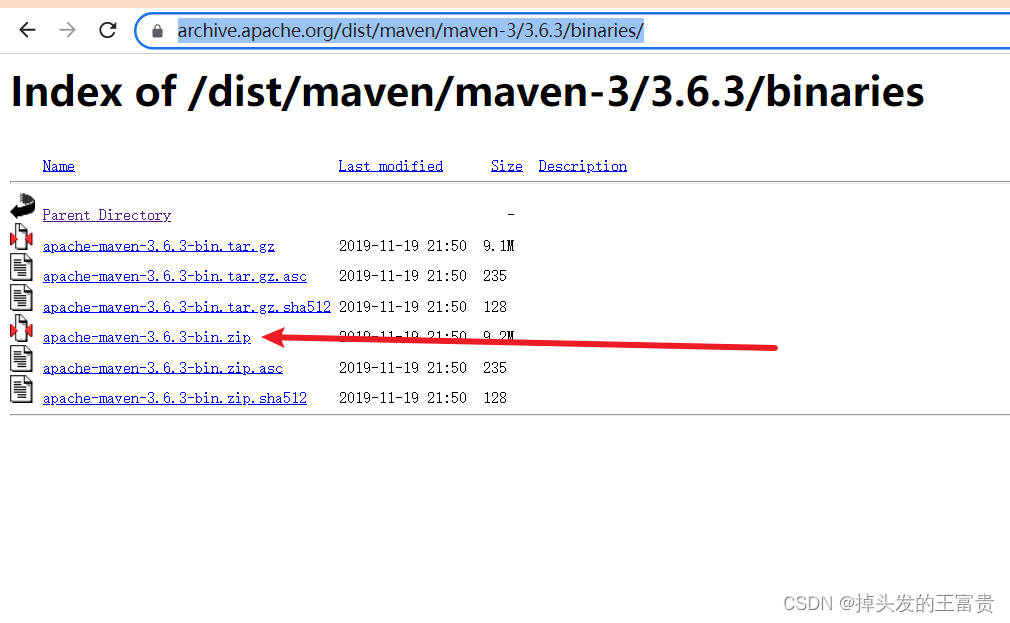 archive.apache.org/dist/maven/maven-3/3.6.3/binaries/
Index of /dist/maven/maven-3/3.6.3/binaries
Name Last modified Size Description
Parent Directory -
apache-maven-3.6.3-bin.tar.gz 2019-11-19 21:50 9.1M
apache-maven-3.6.3-bin.tar.gz.asc 2019-11-19 21:50 235
apache-maven-3.6.3-bin.tar.gz.sha512 2019-11-19 21:50 128
apache-maven-3.6.3-bin.zip 2019-11-19 21:50 9.2M
apache-maven-3.6.3-bin.zip.asc 2019-11-19 21:50 235
apache-maven-3.6.3-bin.zip.sha512 2019-11-19 21:50 128
CSDN @掉头发的王富贵